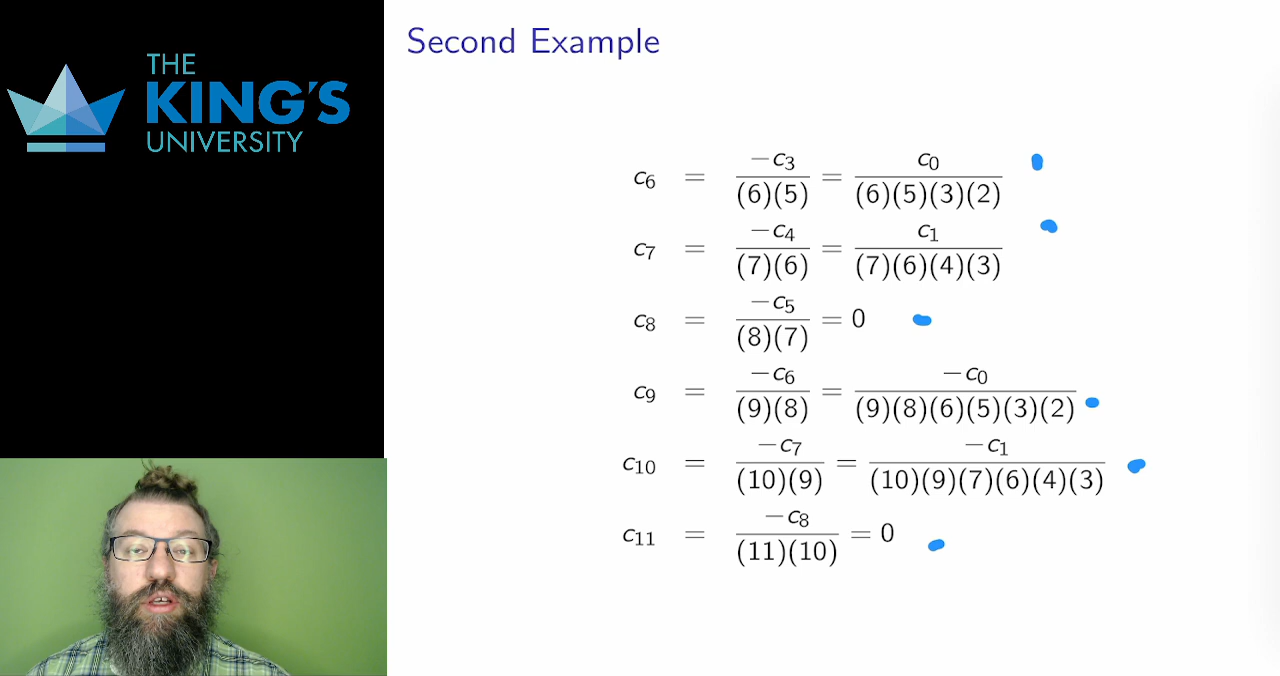 THE
KING'S
UNIVERSITY
Second Example
c₆ = −c₃/(6)(5) = c₀/(6)(5)(3)(2)
c₇ = −c₄/(7)(6) = c₁/(7)(6)(4)(3)
c₈ = −c₅/(8)(7) = 0
c₉ = −c₆/(9)(8) = −c₀/(9)(8)(6)(5)(3)(2)
c₁₀ = −c₇/(10)(9) = −c₁/(10)(9)(7)(6)(4)(3)
c₁₁ = −c₈/(11)(10) = 0